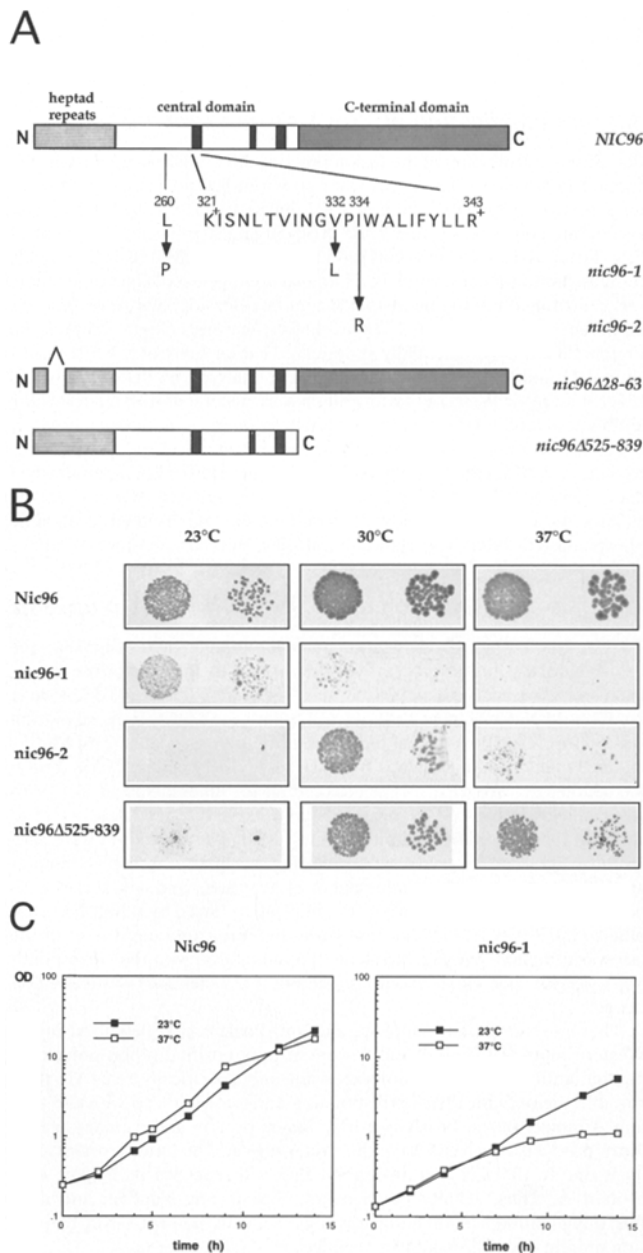 A
heptad repeats
central domain
C-terminal domain
N
C
NIC96
260
321
332 334
343
L
K+ISNLTVINGVPIWALIFYLLR+
P
L
nic96-1
R
nic96-2
N
C
nic96Δ28-63
N
C
nic96Δ525-839
B
23°C
30°C
37°C
Nic96
nic96-1
nic96-2
nic96Δ525-839
C
Nic96
nic96-1
OD
100
10
1
.1
23°C
37°C
0
5
10
15
time (h)
100
10
1
.1
23°C
37°C
0
5
10
15
time (h)